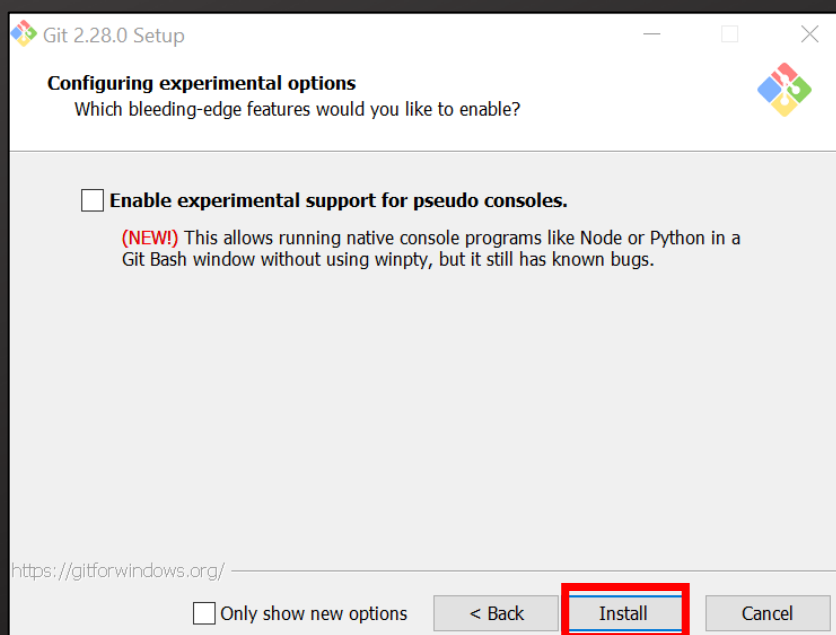 Git 2.28.0 Setup
Configuring experimental options
Which bleeding-edge features would you like to enable?
Enable experimental support for pseudo consoles.
(NEW!) This allows running native console programs like Node or Python in a
Git Bash window without using winpty, but it still has known bugs.
https://gitforwindows.org/
Only show new options
< Back
Install
Cancel